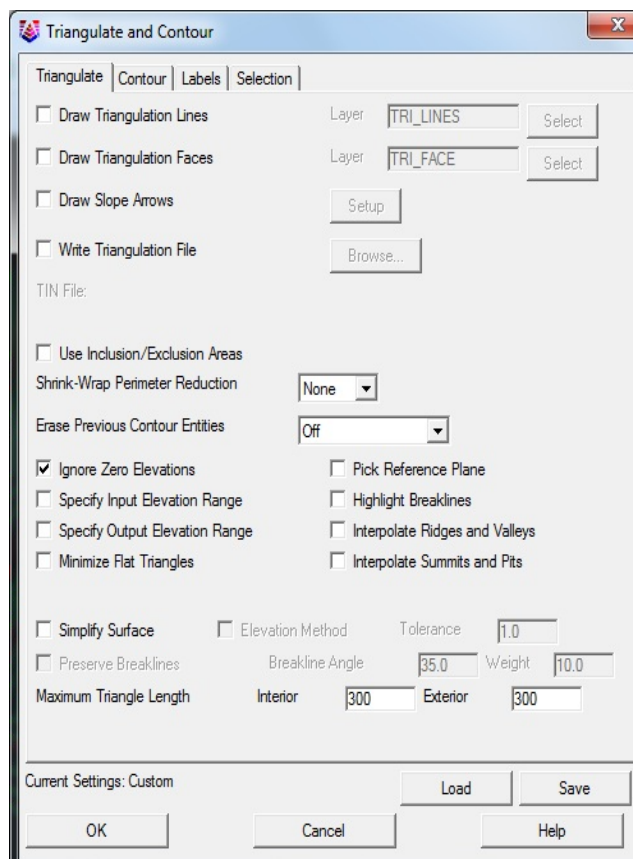 Triangulate and Contour
Triangulate Contour Labels Selection
Draw Triangulation Lines Layer TRI_LINES Select
Draw Triangulation Faces Layer TRI_FACE Select
Draw Slope Arrows Setup
Write Triangulation File Browse...
TIN File:
Use Inclusion/Exclusion Areas
Shrink-Wrap Perimeter Reduction None
Erase Previous Contour Entities Off
Ignore Zero Elevations Pick Reference Plane
Specify Input Elevation Range Highlight Breaklines
Specify Output Elevation Range Interpolate Ridges and Valleys
Minimize Flat Triangles Interpolate Summits and Pits
Simplify Surface Elevation Method Tolerance 1.0
Preserve Breaklines Breakline Angle 35.0 Weight 10.0
Maximum Triangle Length Interior 300 Exterior 300
Current Settings: Custom Load Save
OK Cancel Help